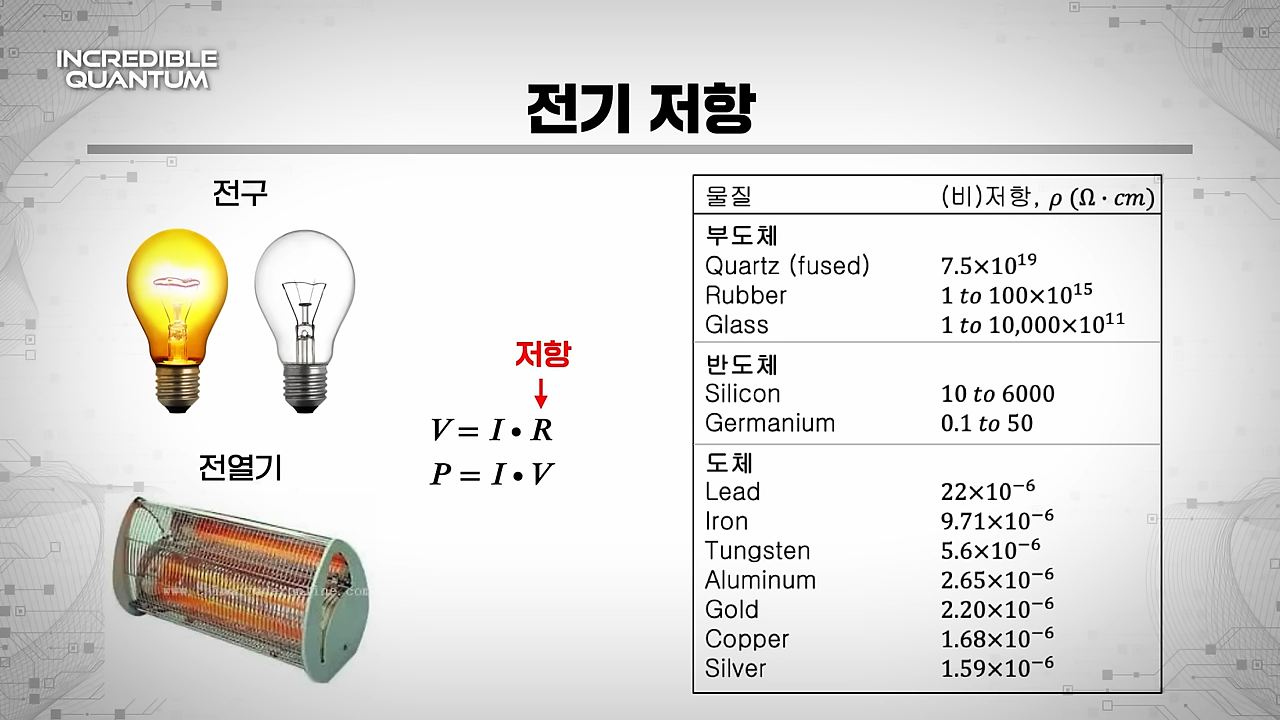 INCREDIBLE
QUANTUM
전기 저항
전구
전열기
저항
V = I • R
P = I • V
물질 (비)저항, ρ (Ω · cm)
부도체
Quartz (fused) 7.5×10¹⁹
Rubber 1 to 100×10¹⁵
Glass 1 to 10,000×10¹¹
반도체
Silicon 10 to 6000
Germanium 0.1 to 50
도체
Lead 22×10⁻⁶
Iron 9.71×10⁻⁶
Tungsten 5.6×10⁻⁶
Aluminum 2.65×10⁻⁶
Gold 2.20×10⁻⁶
Copper 1.68×10⁻⁶
Silver 1.59×10⁻⁶